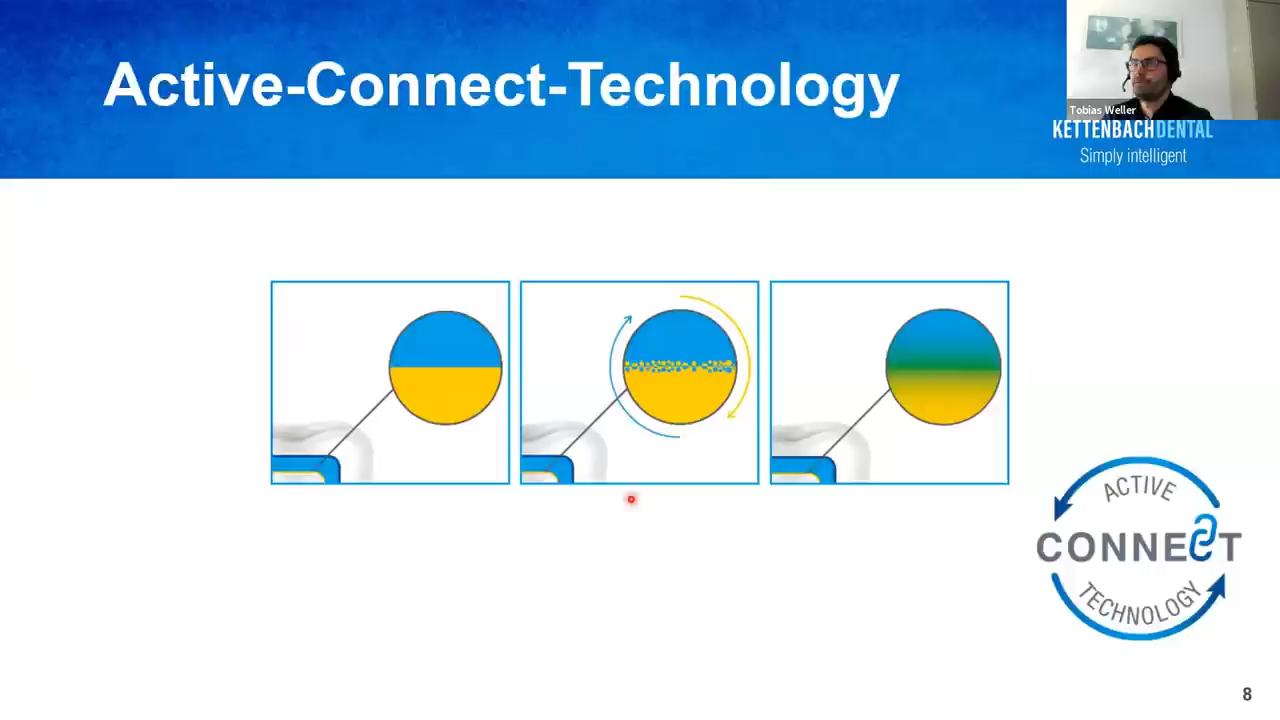 Active-Connect-Technology
Tobias Weller
KETTENBACHDENTAL
Simply intelligent
ACTIVE
CONNECT
TECHNOLOGY
8